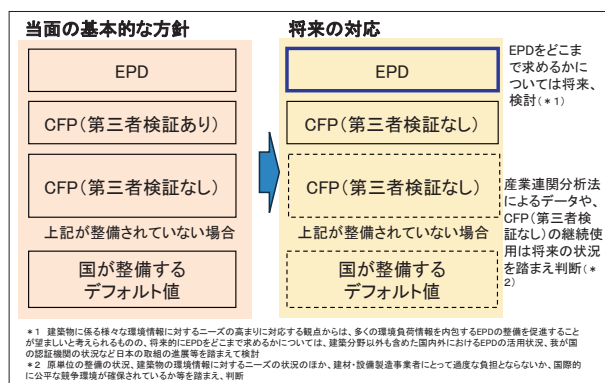 当面の基本的な方針
EPD
CFP(第三者検証あり)
CFP(第三者検証なし)
上記が整備されていない場合
国が整備する
デフォルト値
将来の対応
EPD
CFP(第三者検証なし)
CFP(第三者検証なし)
上記が整備されていない場合
国が整備する
デフォルト値
EPDをどこま
で求めるかに
ついては将来、
検討(*1)
産業連関分析法
によるデータや、
CFP(第三者検
証なし)の継続使
用は将来の状況
を踏まえ判断(*
2)
*1 建築物に係る様々な環境情報に対するニーズの高まりに対応する観点からは、多くの環境負荷情報を内包するEPDの整備を促進すること
が望ましいと考えられるものの、将来的にEPDをどこまで求めるかについては、建築分野以外も含めた国内外におけるEPDの活用状況、我が国
の認証機関の状況など日本の取組の進展等を踏まえて検討
*2 原単位の整備の状況、建築物の環境情報に対するニーズの状況のほか、建材・設備製造事業者にとって過度な負担とならないか、国際的
に公平な競争環境が確保されているか等を踏まえ、判断